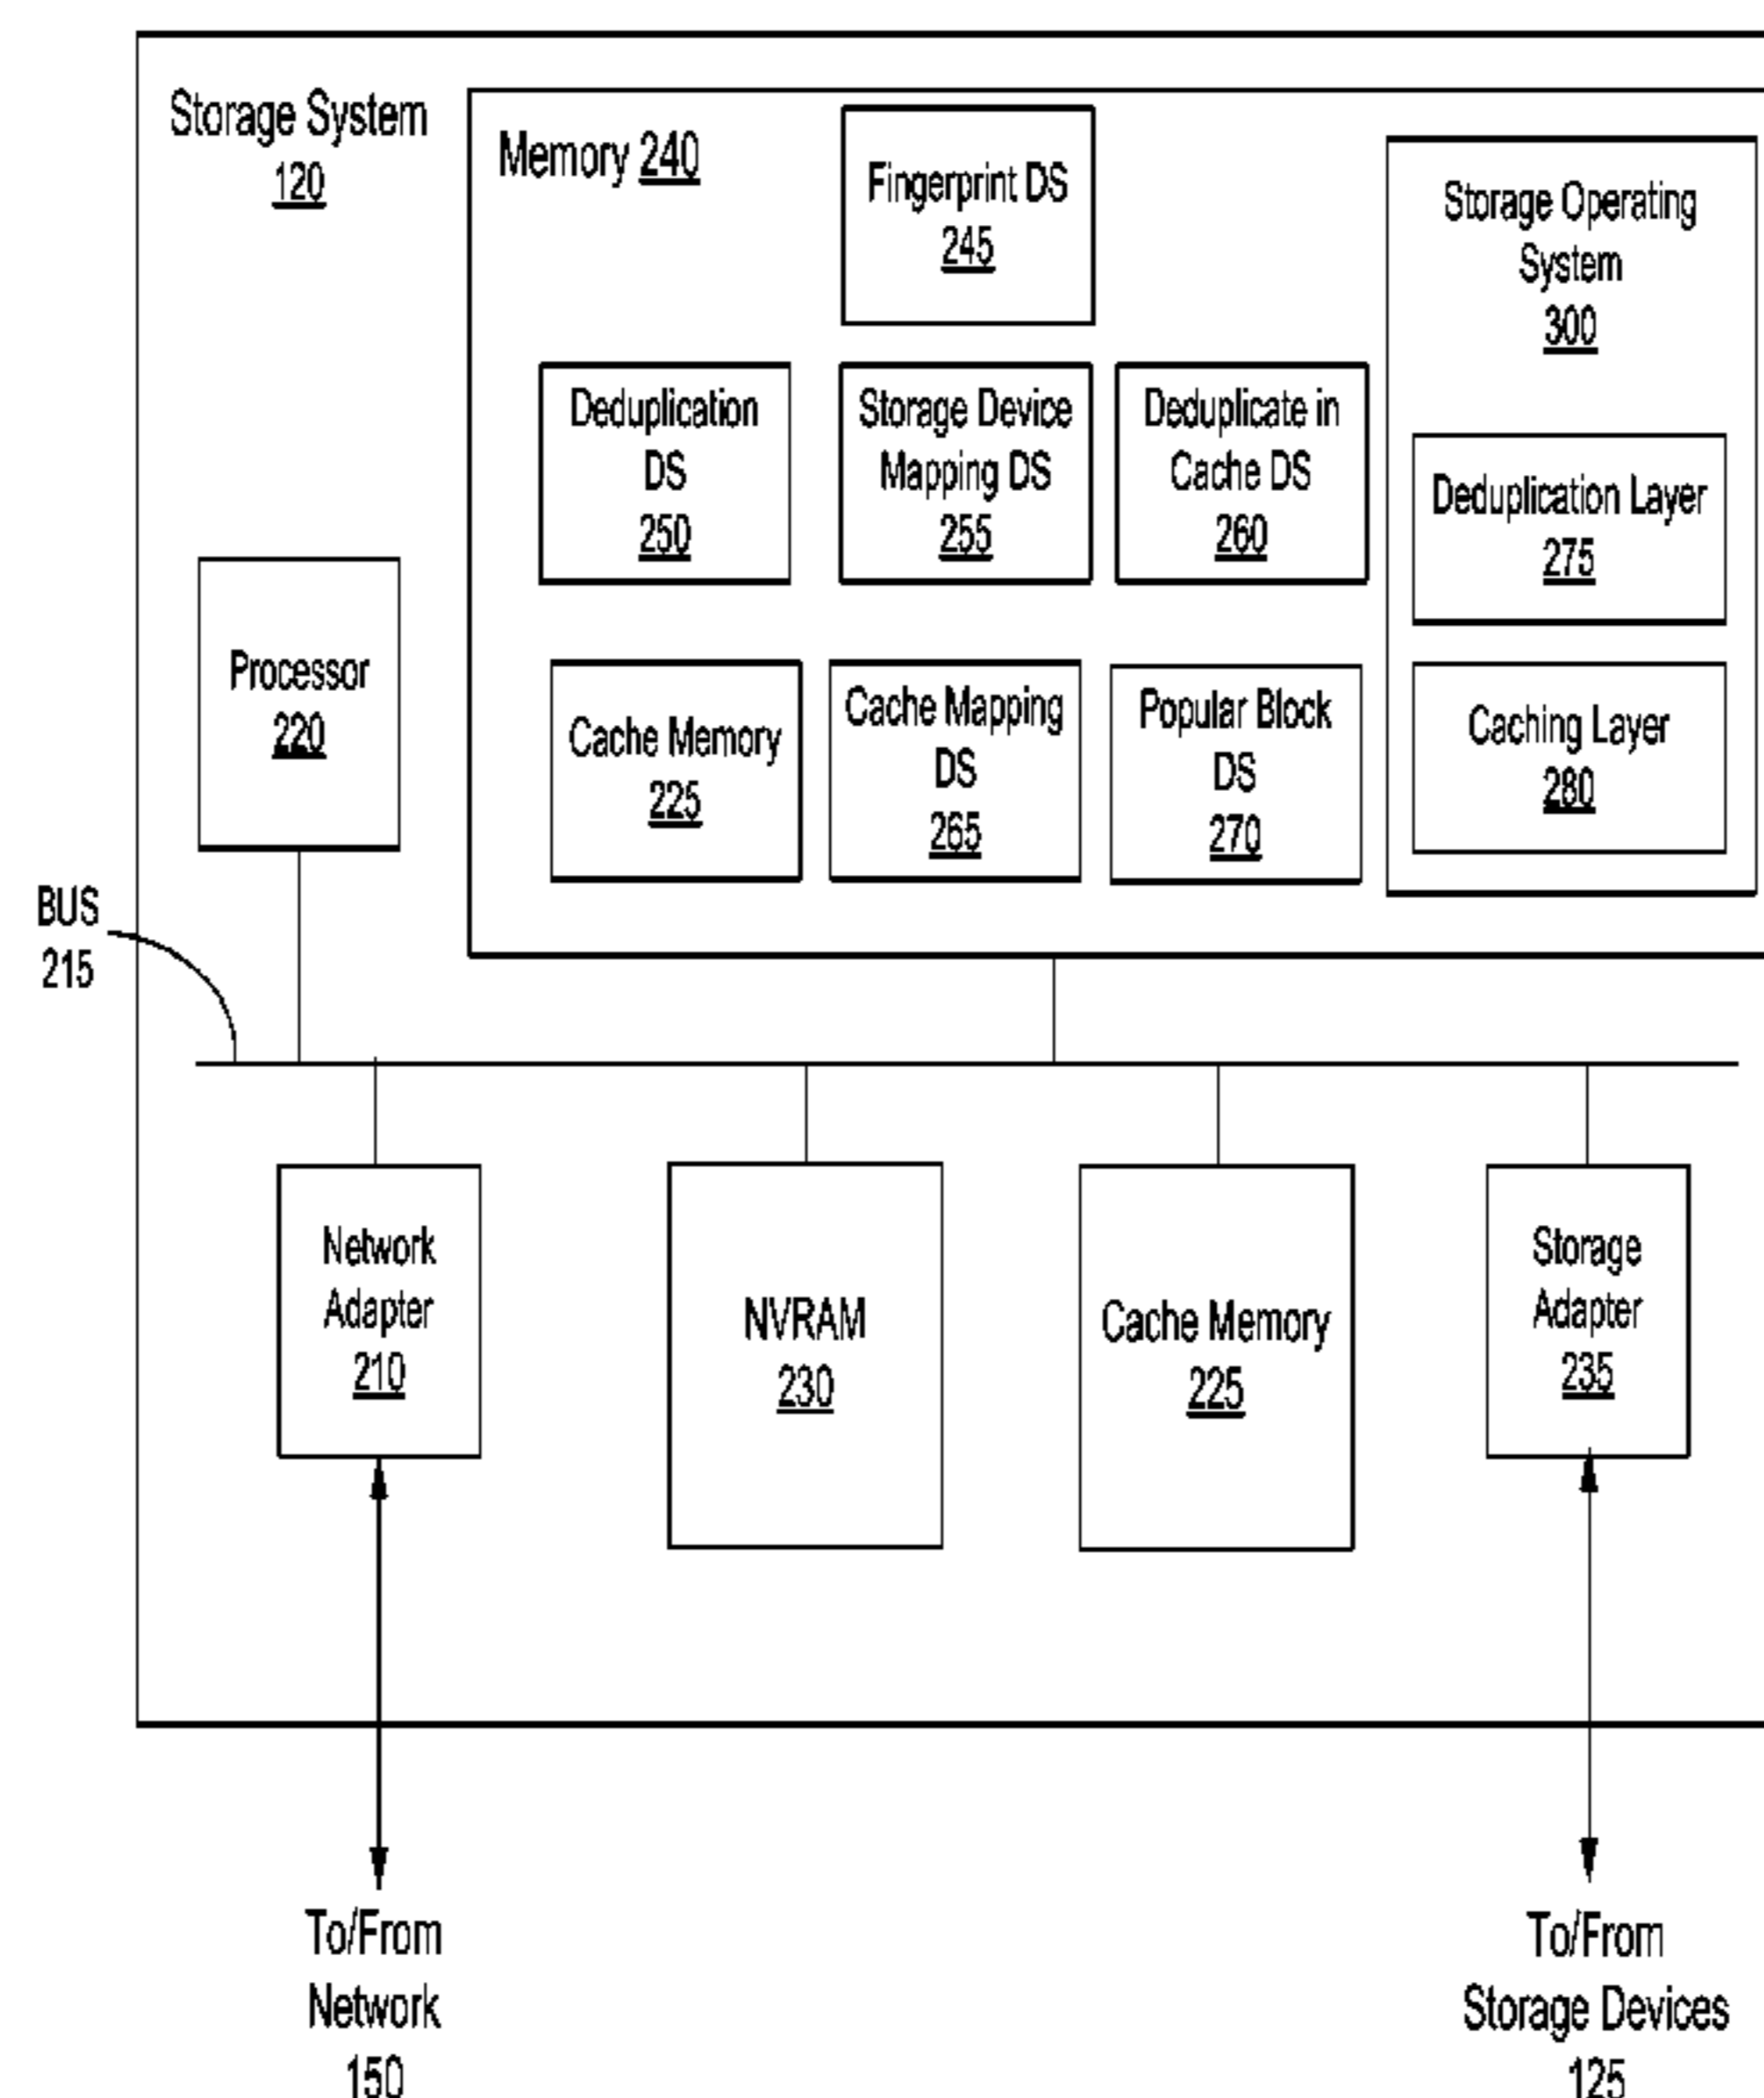 Storage System
120
Memory 240
Fingerprint DS
245
Storage Operating
System
300
Deduplication
DS
250
Storage Device
Mapping DS
255
Deduplicate in
Cache DS
260
Deduplication Layer
275
Processor
220
Cache Memory
225
Cache Mapping
DS
265
Popular Block
DS
270
Caching Layer
280
BUS
215
Network
Adapter
210
NVRAM
230
Cache Memory
225
Storage
Adapter
235
To/From
Network
150
To/From
Storage Devices
125